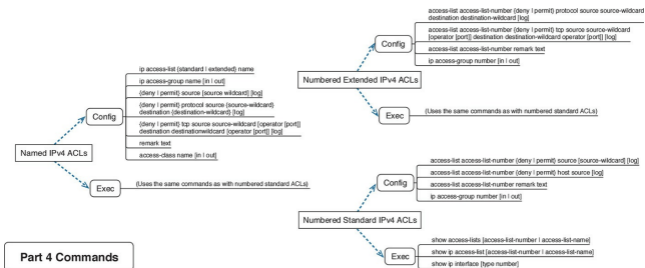 ip access-list {standard | extended} name
ip access-group name [in | out]
{deny | permit} source [source wildcard] [log]
{deny | permit} protocol source {source-wildcard}
destination {destination-wildcard} [log]
{deny | permit} tcp source source-wildcard [operator [port]]
destination destinationwildcard [operator [port]] [log]
remark text
access-class name [in | out]
Config
Named IPv4 ACLs
Exec
(Uses the same commands as with numbered standard ACLs)
access-list access-list-number {deny | permit} protocol source source-wildcard
destination destination-wildcard [log]
access-list access-list-number {deny | permit} tcp source source-wildcard
[operator [port]] destination destination-wildcard operator [port]] [log]
access-list access-list-number remark text
ip access-group number [in | out]
Config
Numbered Extended IPv4 ACLs
Exec
(Uses the same commands as with numbered standard ACLs)
access-list access-list-number {deny | permit} source [source-wildcard] [log]
access-list access-list-number {deny | permit} host source [log]
access-list access-list-number remark text
ip access-group number [in | out]
Config
Numbered Standard IPv4 ACLs
Exec
show access-lists [access-list-number | access-list-name]
show ip access-list [access-list-number | access-list-name]
show ip interface [type number]
Part 4 Commands